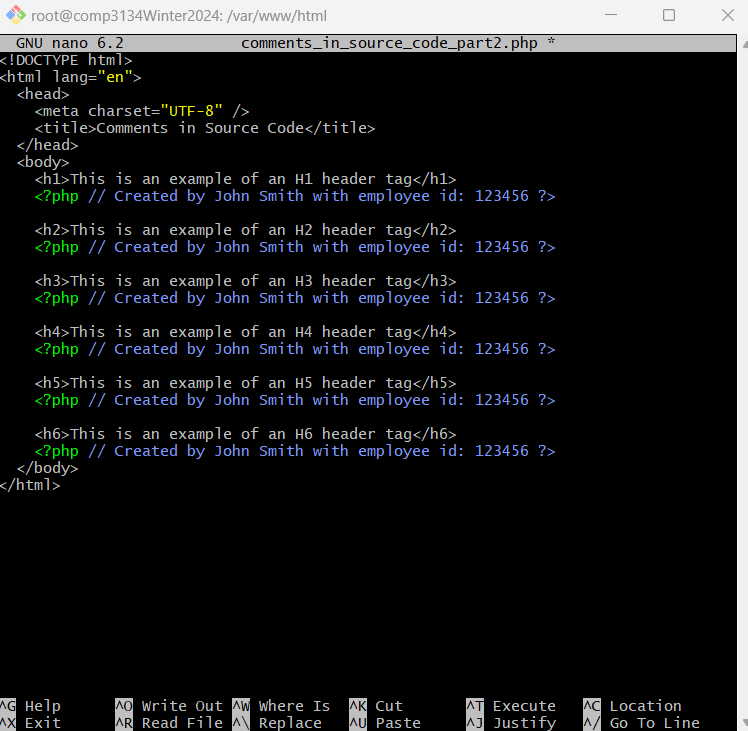 root@comp3134Winter2024: /var/www/html
GNU nano 6.2 comments_in_source_code_part2.php *
<!DOCTYPE html>
<html lang="en">
  <head>
    <meta charset="UTF-8" />
    <title>Comments in Source Code</title>
  </head>
  <body>
    <h1>This is an example of an H1 header tag</h1>
    <?php // Created by John Smith with employee id: 123456 ?>

    <h2>This is an example of an H2 header tag</h2>
    <?php // Created by John Smith with employee id: 123456 ?>

    <h3>This is an example of an H3 header tag</h3>
    <?php // Created by John Smith with employee id: 123456 ?>

    <h4>This is an example of an H4 header tag</h4>
    <?php // Created by John Smith with employee id: 123456 ?>

    <h5>This is an example of an H5 header tag</h5>
    <?php // Created by John Smith with employee id: 123456 ?>

    <h6>This is an example of an H6 header tag</h6>
    <?php // Created by John Smith with employee id: 123456 ?>
  </body>
</html>
^G Help ^O Write Out ^W Where Is ^K Cut ^T Execute ^C Location
^X Exit ^R Read File ^\ Replace ^U Paste ^J Justify ^/ Go To Line